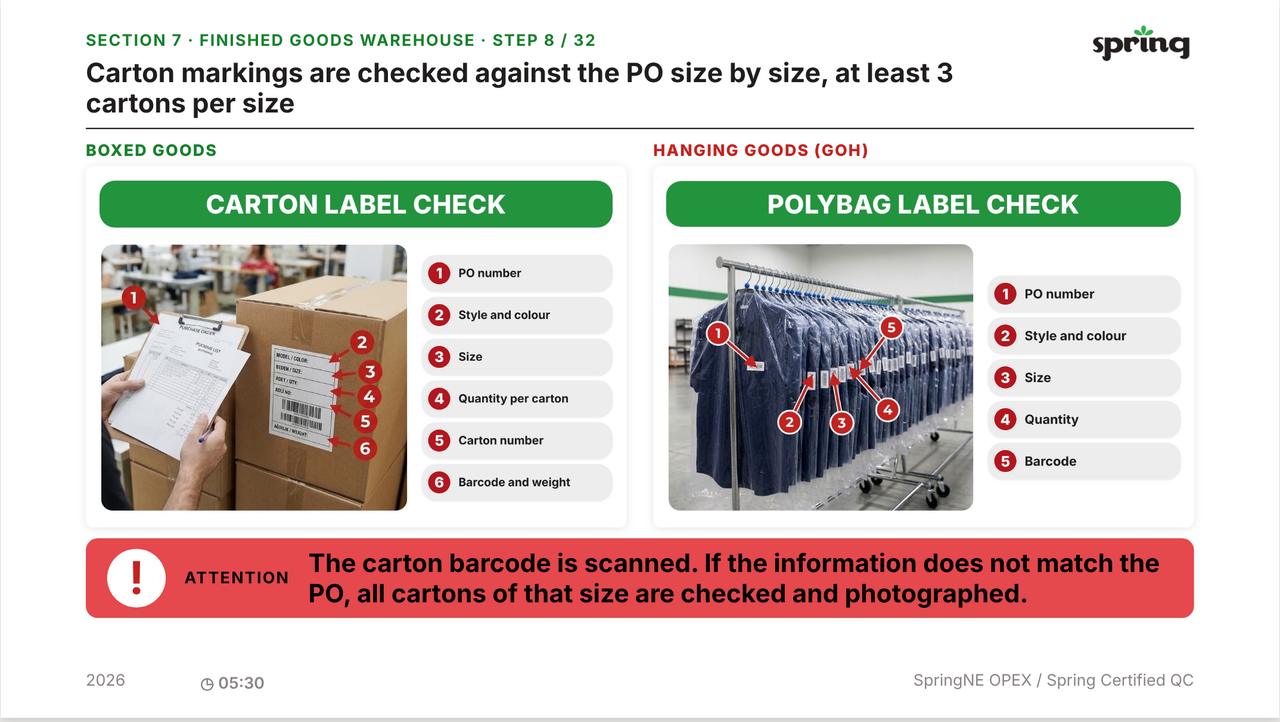 SECTION 7 · FINISHED GOODS WAREHOUSE · STEP 8 / 32
spring
Carton markings are checked against the PO size by size, at least 3
cartons per size
BOXED GOODS
CARTON LABEL CHECK
1
PURCHASE ORDER
PACKING LIST
MODEL / COLOR:
BEDEN / SIZE:
ADET / QTY:
KOLI NO:
2
3
4
5
6
1 PO number
2 Style and colour
3 Size
4 Quantity per carton
5 Carton number
6 Barcode and weight
HANGING GOODS (GOH)
POLYBAG LABEL CHECK
1
5
2
3
4
1 PO number
2 Style and colour
3 Size
4 Quantity
5 Barcode
! ATTENTION
The carton barcode is scanned. If the information does not match the
PO, all cartons of that size are checked and photographed.
2026
05:30
SpringNE OPEX / Spring Certified QC